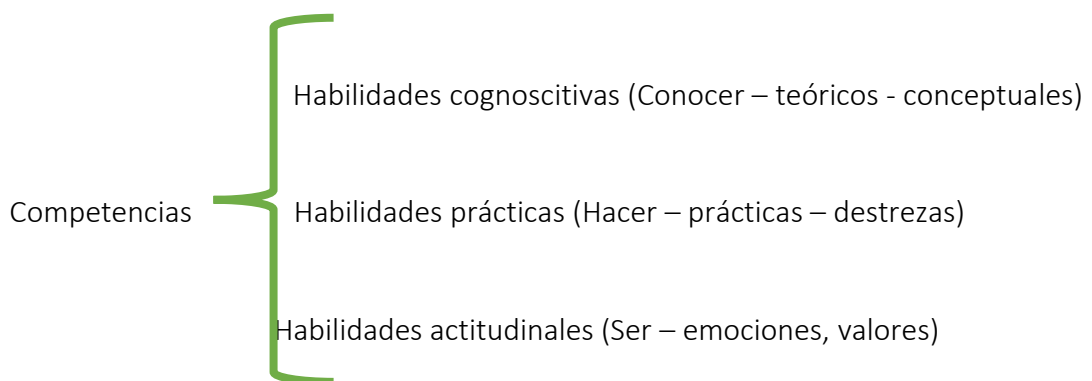 Habilidades cognoscitivas (Conocer – teóricos - conceptuales)
Competencias
Habilidades prácticas (Hacer – prácticas – destrezas)
Habilidades actitudinales (Ser – emociones, valores)